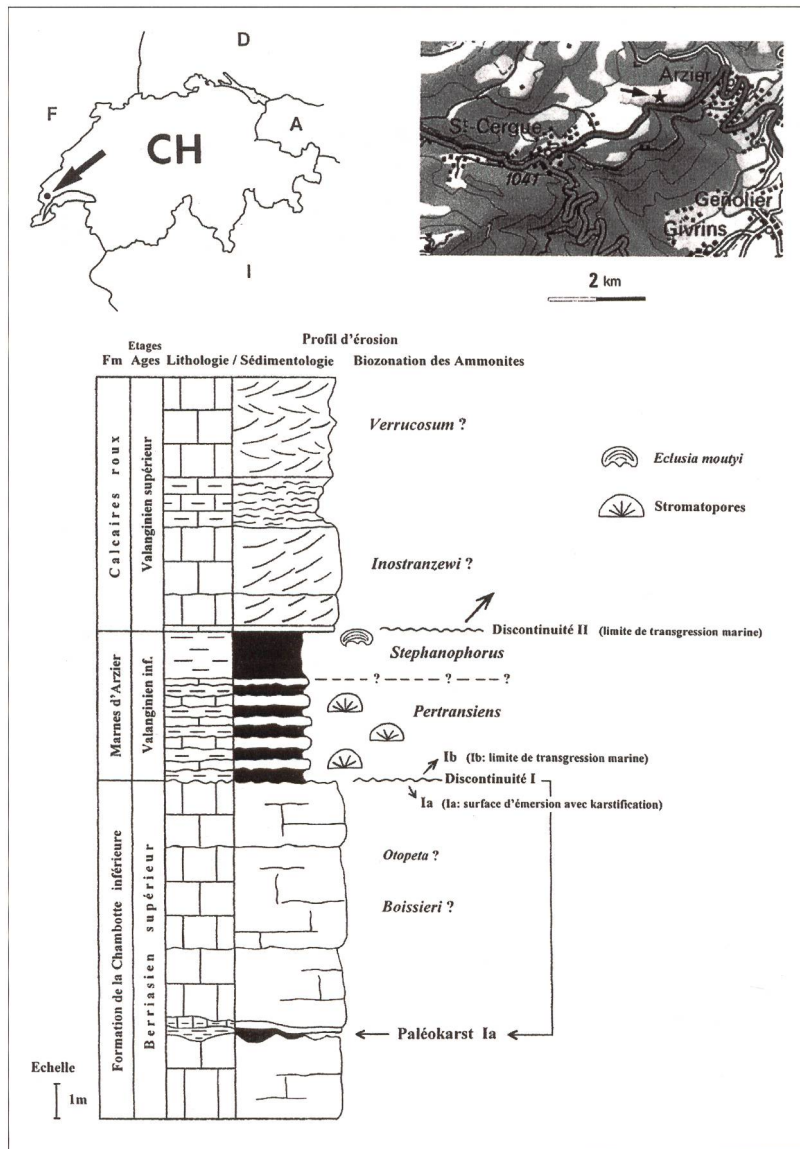 D
F
A
CH
I
Arzier
St-Cergue
1041
Genolier
Givrins
2 km
Profil d'érosion
Etages
Fm Ages Lithologie / Sédimentologie Biozonation des Ammonites
Calcaires roux
Valanginien supérieur
Verrucosum ?
Eclusia moutyi
Stromatopores
Inostranzewi ?
Discontinuité II (limite de transgression marine)
Marnes d'Arzier
Valanginien inf.
Stephanophorus
? ? ?
Pertransiens
Ib (Ib: limite de transgression marine)
Discontinuité I
Ia (Ia: surface d'émersion avec karstification)
Formation de la Chambotte inférieure
Berriasien supérieur
Otopeta ?
Boissieri ?
Paléokarst Ia
Echelle
1m